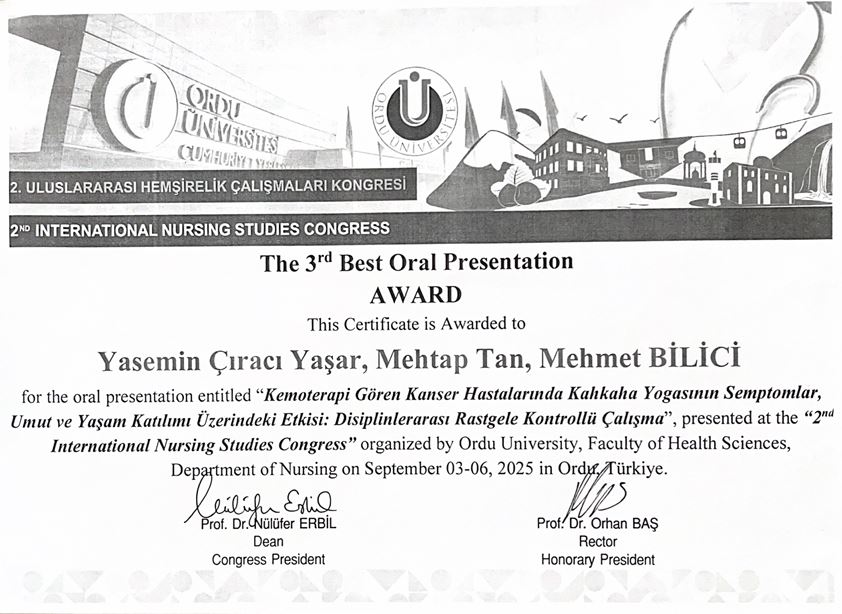 ORDU
ÜNİVERSİTESİ
CUMHURİYET YERLEŞ
ORDU ÜNİVERSİTESİ
2. ULUSLARARASI HEMŞİRELİK ÇALIŞMALARI KONGRESİ
2ND INTERNATIONAL NURSING STUDIES CONGRESS
The 3rd Best Oral Presentation
AWARD
This Certificate is Awarded to
Yasemin Çıracı Yaşar, Mehtap Tan, Mehmet BİLİCİ
for the oral presentation entitled “Kemoterapi Gören Kanser Hastalarında Kahkaha Yogasının Semptomlar,
Umut ve Yaşam Katılımı Üzerindeki Etkisi: Disiplinlerarası Rastgele Kontrollü Çalışma”, presented at the “2nd
International Nursing Studies Congress” organized by Ordu University, Faculty of Health Sciences,
Department of Nursing on September 03-06, 2025 in Ordu, Türkiye.
Prof. Dr. Nülüfer ERBİL
Dean
Congress President
Prof. Dr. Orhan BAŞ
Rector
Honorary President